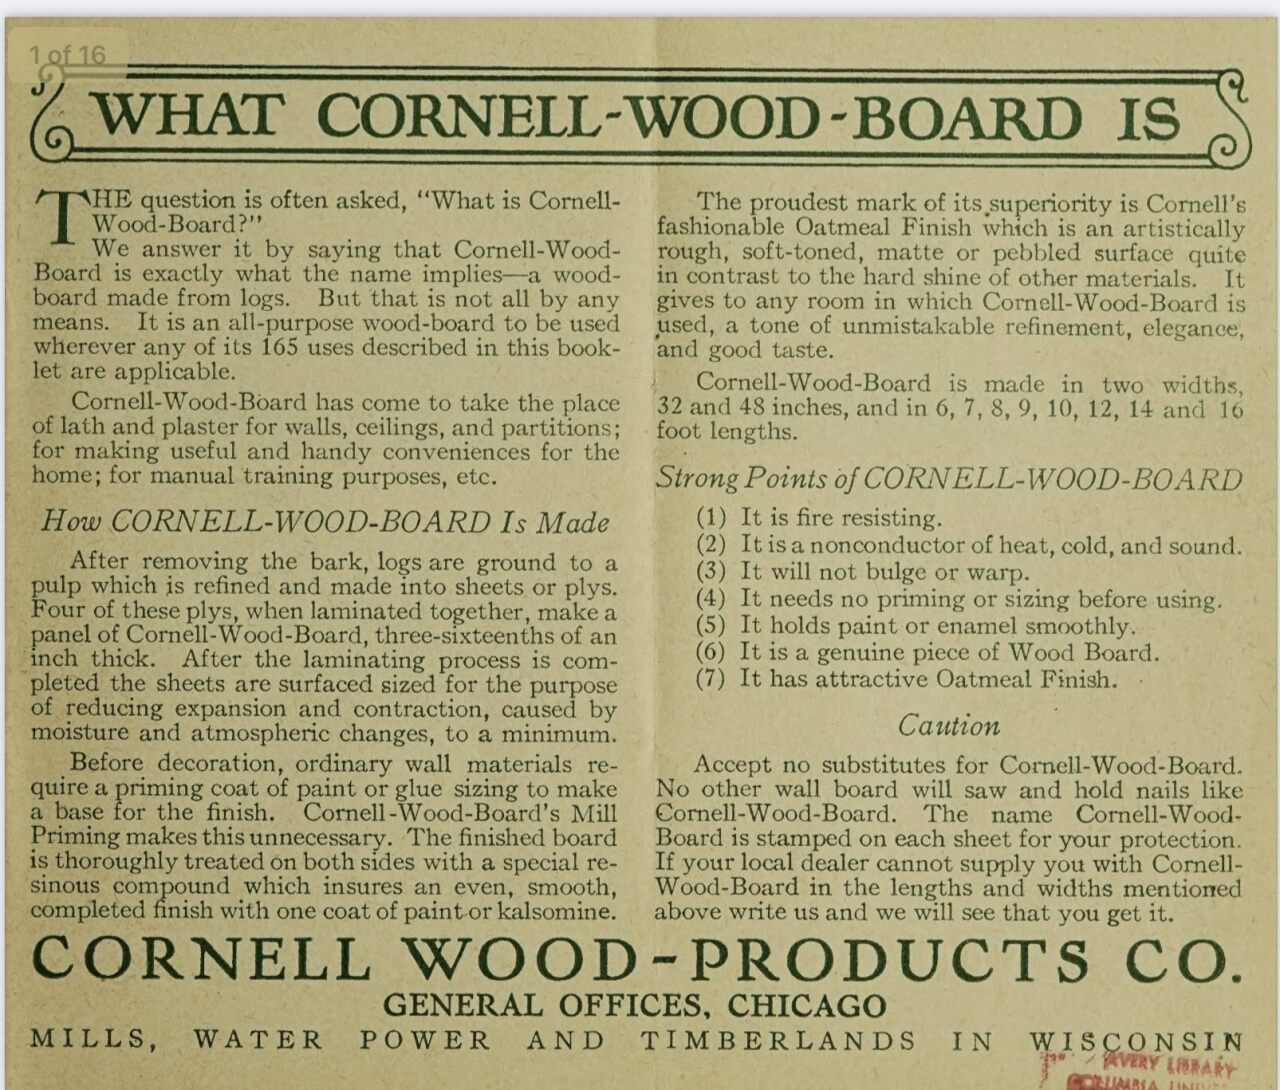 1 of 16
WHAT CORNELL-WOOD-BOARD IS
THE question is often asked, "What is Cornell-
Wood-Board?"
We answer it by saying that Cornell-Wood-
Board is exactly what the name implies—a wood-
board made from logs. But that is not all by any
means. It is an all-purpose wood-board to be used
wherever any of its 165 uses described in this book-
let are applicable.
Cornell-Wood-Board has come to take the place
of lath and plaster for walls, ceilings, and partitions;
for making useful and handy conveniences for the
home; for manual training purposes, etc.
How CORNELL-WOOD-BOARD Is Made
After removing the bark, logs are ground to a
pulp which is refined and made into sheets or plys.
Four of these plys, when laminated together, make a
panel of Cornell-Wood-Board, three-sixteenths of an
inch thick. After the laminating process is com-
pleted the sheets are surfaced sized for the purpose
of reducing expansion and contraction, caused by
moisture and atmospheric changes, to a minimum.
Before decoration, ordinary wall materials re-
quire a priming coat of paint or glue sizing to make
a base for the finish. Cornell-Wood-Board's Mill
Priming makes this unnecessary. The finished board
is thoroughly treated on both sides with a special re-
sinous compound which insures an even, smooth,
completed finish with one coat of paint or kalsomine.
The proudest mark of its superiority is Cornell's
fashionable Oatmeal Finish which is an artistically
rough, soft-toned, matte or pebbled surface quite
in contrast to the hard shine of other materials. It
gives to any room in which Cornell-Wood-Board is
used, a tone of unmistakable refinement, elegance,
and good taste.
Cornell-Wood-Board is made in two widths,
32 and 48 inches, and in 6, 7, 8, 9, 10, 12, 14 and 16
foot lengths.
Strong Points of CORNELL-WOOD-BOARD
(1) It is fire resisting.
(2) It is a nonconductor of heat, cold, and sound.
(3) It will not bulge or warp.
(4) It needs no priming or sizing before using.
(5) It holds paint or enamel smoothly.
(6) It is a genuine piece of Wood Board.
(7) It has attractive Oatmeal Finish.
Caution
Accept no substitutes for Cornell-Wood-Board.
No other wall board will saw and hold nails like
Cornell-Wood-Board. The name Cornell-Wood-
Board is stamped on each sheet for your protection.
If your local dealer cannot supply you with Cornell-
Wood-Board in the lengths and widths mentioned
above write us and we will see that you get it.
CORNELL WOOD-PRODUCTS CO.
GENERAL OFFICES, CHICAGO
MILLS, WATER POWER AND TIMBERLANDS IN WISCONSIN
AVERY LIBRARY
COLUMBIA